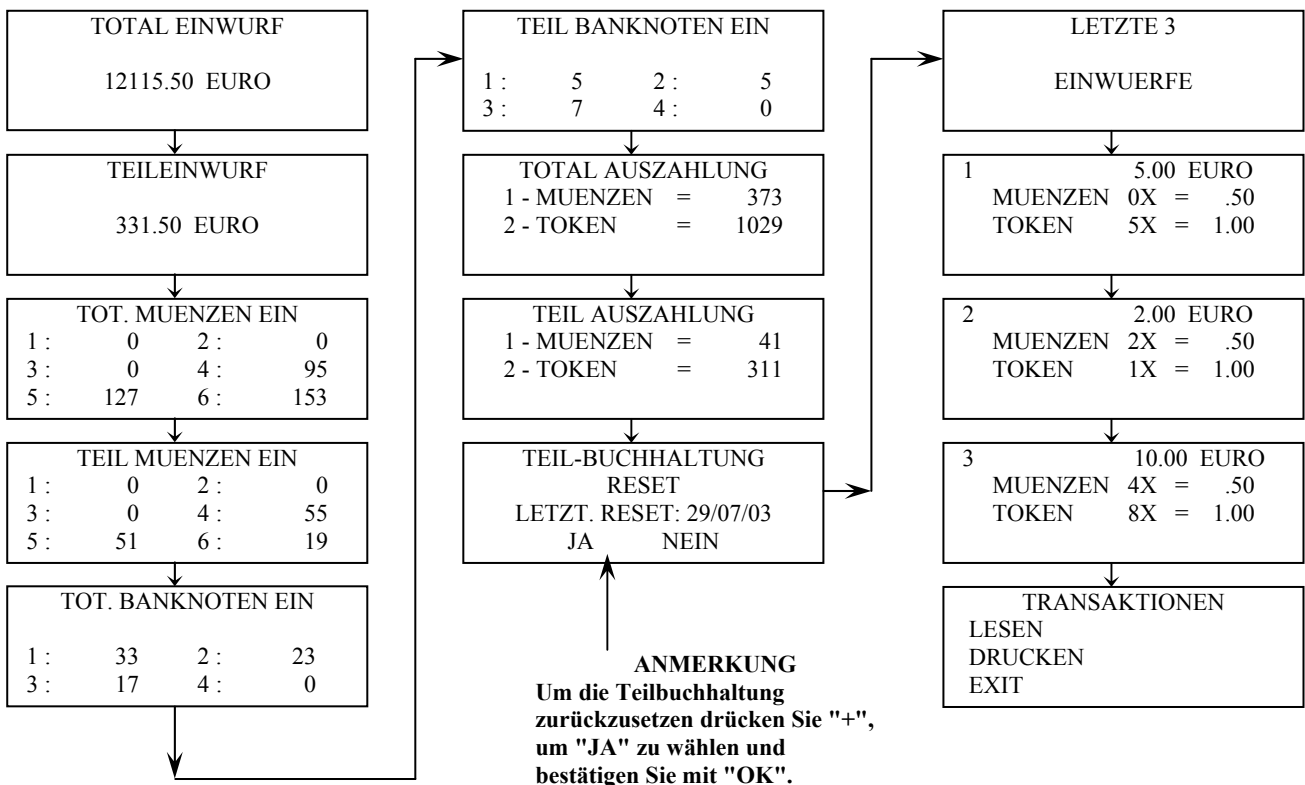 TOTAL EINWURF
12115.50 EURO
TEILEINWURF
331.50 EURO
TOT. MUENZEN EIN
1 : 0 2 : 0
3 : 0 4 : 95
5 : 127 6 : 153
TEIL MUENZEN EIN
1 : 0 2 : 0
3 : 0 4 : 55
5 : 51 6 : 19
TOT. BANKNOTEN EIN
1 : 33 2 : 23
3 : 17 4 : 0
TEIL BANKNOTEN EIN
1 : 5 2 : 5
3 : 7 4 : 0
TOTAL AUSZAHLUNG
1 - MUENZEN = 373
2 - TOKEN = 1029
TEIL AUSZAHLUNG
1 - MUENZEN = 41
2 - TOKEN = 311
TEIL-BUCHHALTUNG
RESET
LETZT. RESET: 29/07/03
JA NEIN
ANMERKUNG
Um die Teilbuchhaltung
zurückzusetzen drücken Sie "+",
um "JA" zu wählen und
bestätigen Sie mit "OK".
LETZTE 3
EINWUERFE
1 5.00 EURO
MUENZEN 0X = .50
TOKEN 5X = 1.00
2 2.00 EURO
MUENZEN 2X = .50
TOKEN 1X = 1.00
3 10.00 EURO
MUENZEN 4X = .50
TOKEN 8X = 1.00
TRANSAKTIONEN
LESEN
DRUCKEN
EXIT